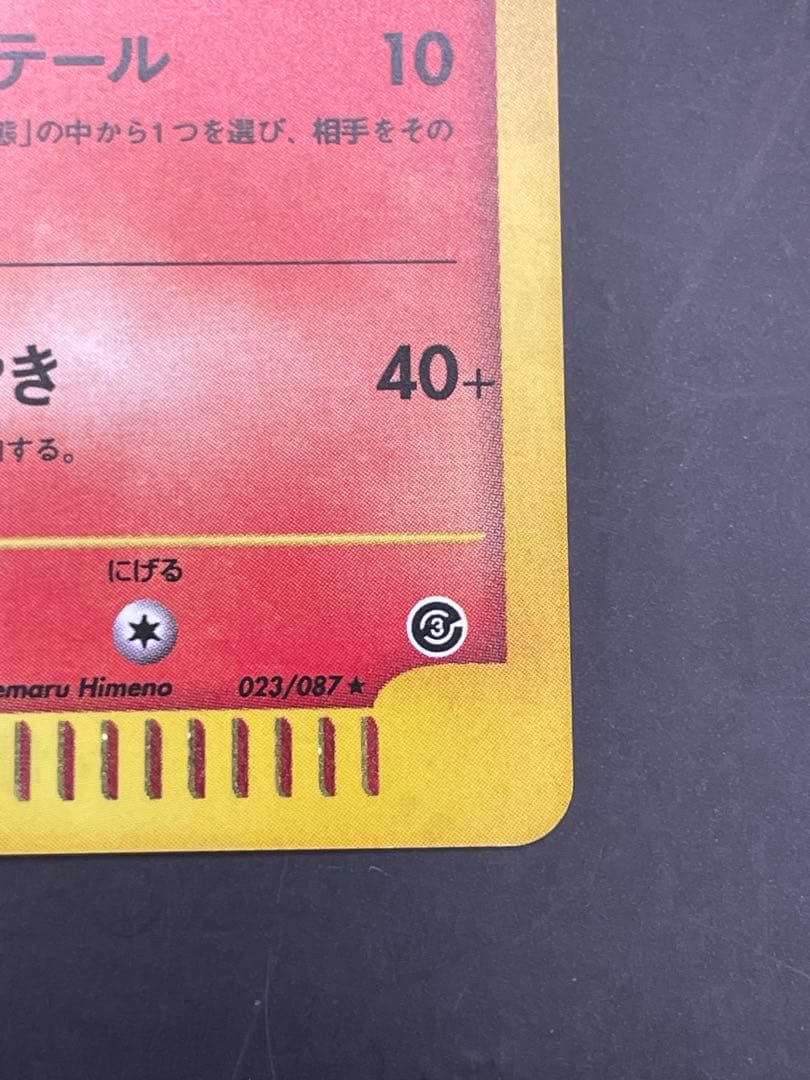 テール 10
態」の中から1つを選び、相手をその
き 40+
する。
にげる
3
emaru Himeno 023/087 ★